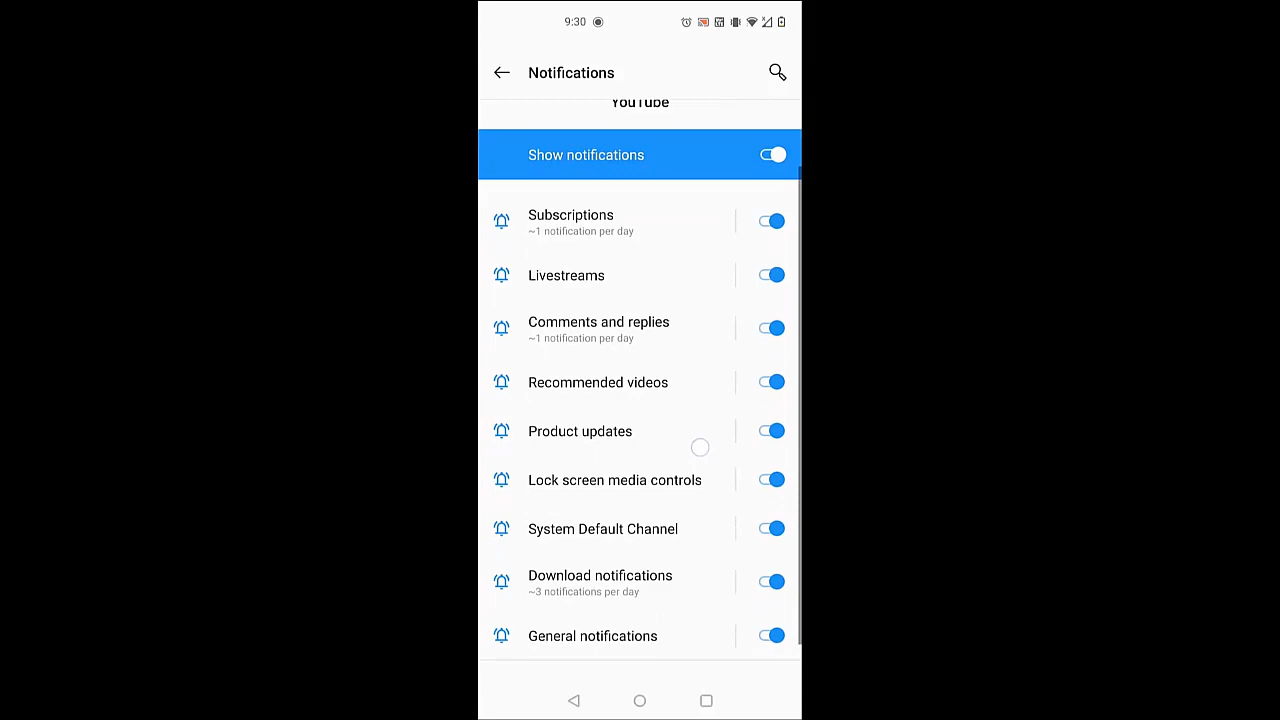 9:30
Notifications
YouTube
Show notifications
Subscriptions
~1 notification per day
Livestreams
Comments and replies
~1 notification per day
Recommended videos
Product updates
Lock screen media controls
System Default Channel
Download notifications
~3 notifications per day
General notifications